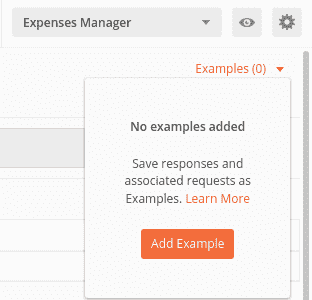 Expenses Manager
Examples (0)
No examples added
Save responses and
associated requests as
Examples. Learn More
Add Example